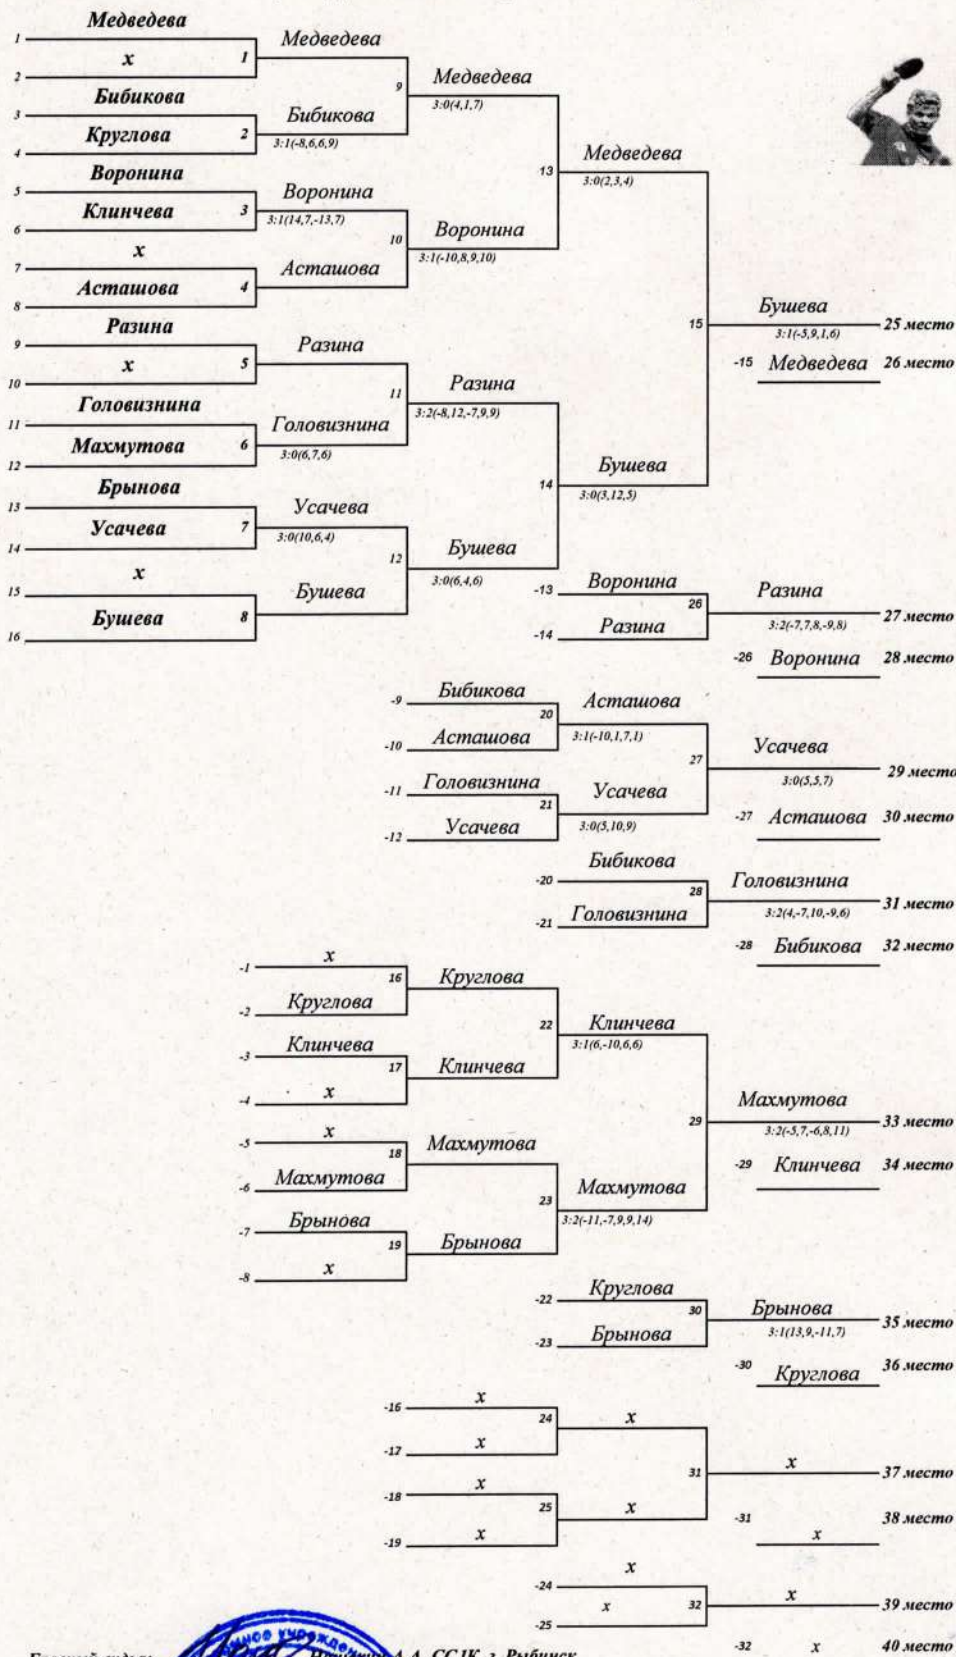 Медведева
1
х 1
2
Медведева
Бибикова
3
Круглова 2
4
Бибикова
3:1(-8,6,6,9)
9
Медведева
3:0(4,1,7)
Воронина
5
Клинчева 3
6
Воронина
3:1(14,7,-13,7)
х
7
Асташова 4
8
Асташова
10
Воронина
3:1(-10,8,9,10)
13
Медведева
3:0(2,3,4)
Разина
9
х 5
10
Разина
Головизнина
11
Махмутова 6
12
Головизнина
3:0(6,7,6)
11
Разина
3:2(-8,12,-7,9,9)
Брынова
13
Усачева 7
14
Усачева
3:0(10,6,4)
х
15
Бушева 8
16
Бушева
12
Бушева
3:0(6,4,6)
14
Бушева
3:0(3,12,5)
15
Бушева
3:1(-5,9,1,6)
25 место
-15 Медведева 26 место
-13 Воронина
-14 Разина
26
Разина
3:2(-7,7,8,-9,8)
27 место
-26 Воронина 28 место
-9 Бибикова
-10 Асташова
20
Асташова
3:1(-10,1,7,1)
-11 Головизнина
-12 Усачева
21
Усачева
3:0(5,10,9)
27
Усачева
3:0(5,5,7)
29 место
-27 Асташова 30 место
-20 Бибикова
-21 Головизнина
28
Головизнина
3:2(4,-7,10,-9,6)
31 место
-28 Бибикова 32 место
-1 х
-2 Круглова
16
Круглова
-3 Клинчева
-4 х
17
Клинчева
22
Клинчева
3:1(6,-10,6,6)
-5 х
-6 Махмутова
18
Махмутова
-7 Брынова
-8 х
19
Брынова
23
Махмутова
3:2(-11,-7,9,9,14)
29
Махмутова
3:2(-5,7,-6,8,11)
33 место
-29 Клинчева 34 место
-22 Круглова
-23 Брынова
30
Брынова
3:1(13,9,-11,7)
35 место
-30 Круглова 36 место
-16 х
-17 х
24
х
-18 х
-19 х
25
х
31
х
37 место
-31 х 38 место
-24 х
-25 х
32
х
39 место
-32 х 40 место
А.А. ССІК, г. Рыбинск